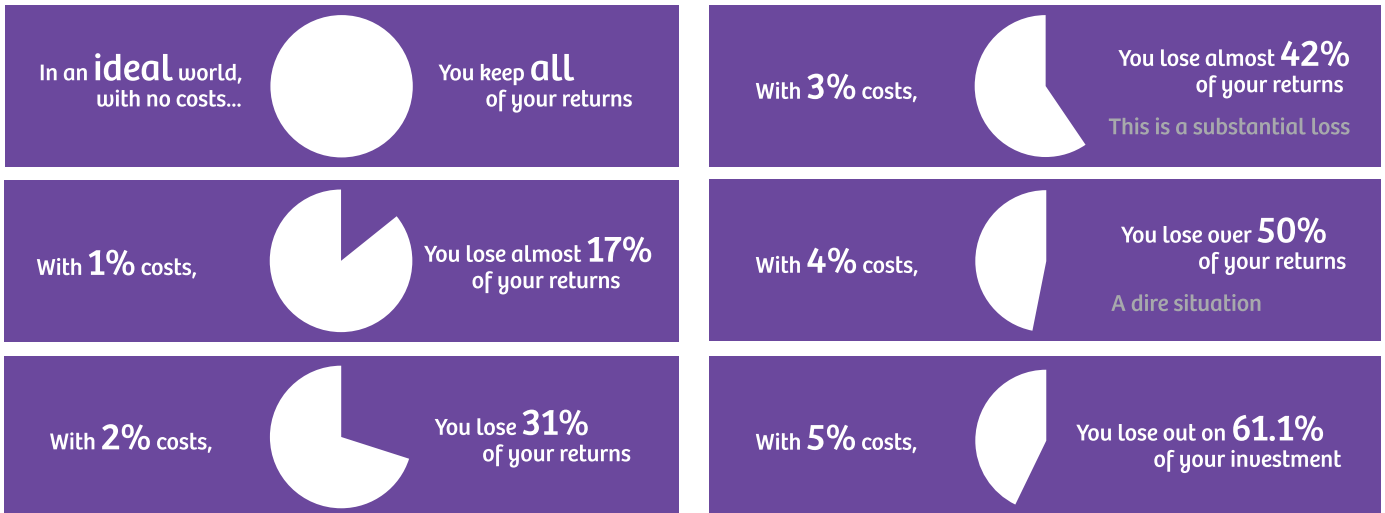 In an ideal world,
with no costs...
You keep all
of your returns
With 1% costs,
You lose almost 17%
of your returns
With 2% costs,
You lose 31%
of your returns
With 3% costs,
You lose almost 42%
of your returns
This is a substantial loss
With 4% costs,
You lose over 50%
of your returns
A dire situation
With 5% costs,
You lose out on 61.1%
of your investment